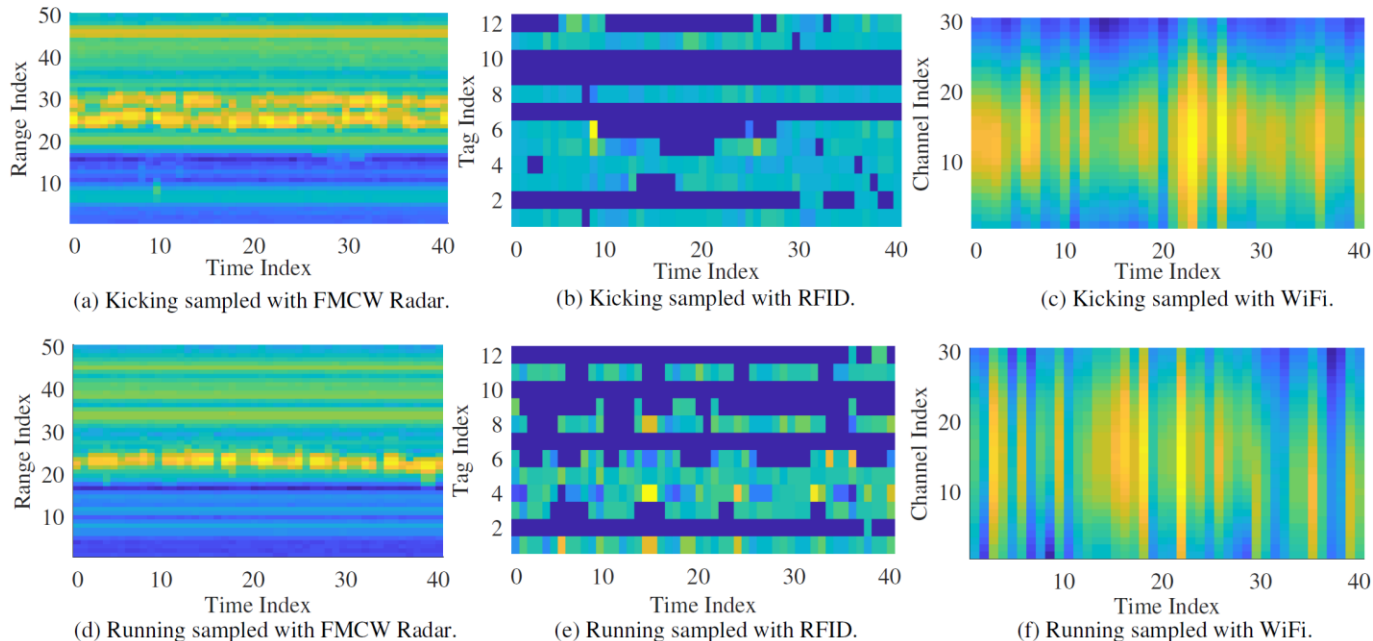 50
40
30
20
10
Range Index
0 10 20 30 40
Time Index
(a) Kicking sampled with FMCW Radar.
12
10
8
6
4
2
Tag Index
0 10 20 30 40
Time Index
(b) Kicking sampled with RFID.
30
20
10
Channel Index
0 10 20 30 40
Time Index
(c) Kicking sampled with WiFi.
50
40
30
20
10
Range Index
0 10 20 30 40
Time Index
(d) Running sampled with FMCW Radar.
12
10
8
6
4
2
Tag Index
0 10 20 30 40
Time Index
(e) Running sampled with RFID.
30
20
10
Channel Index
10 20 30 40
Time Index
(f) Running sampled with WiFi.